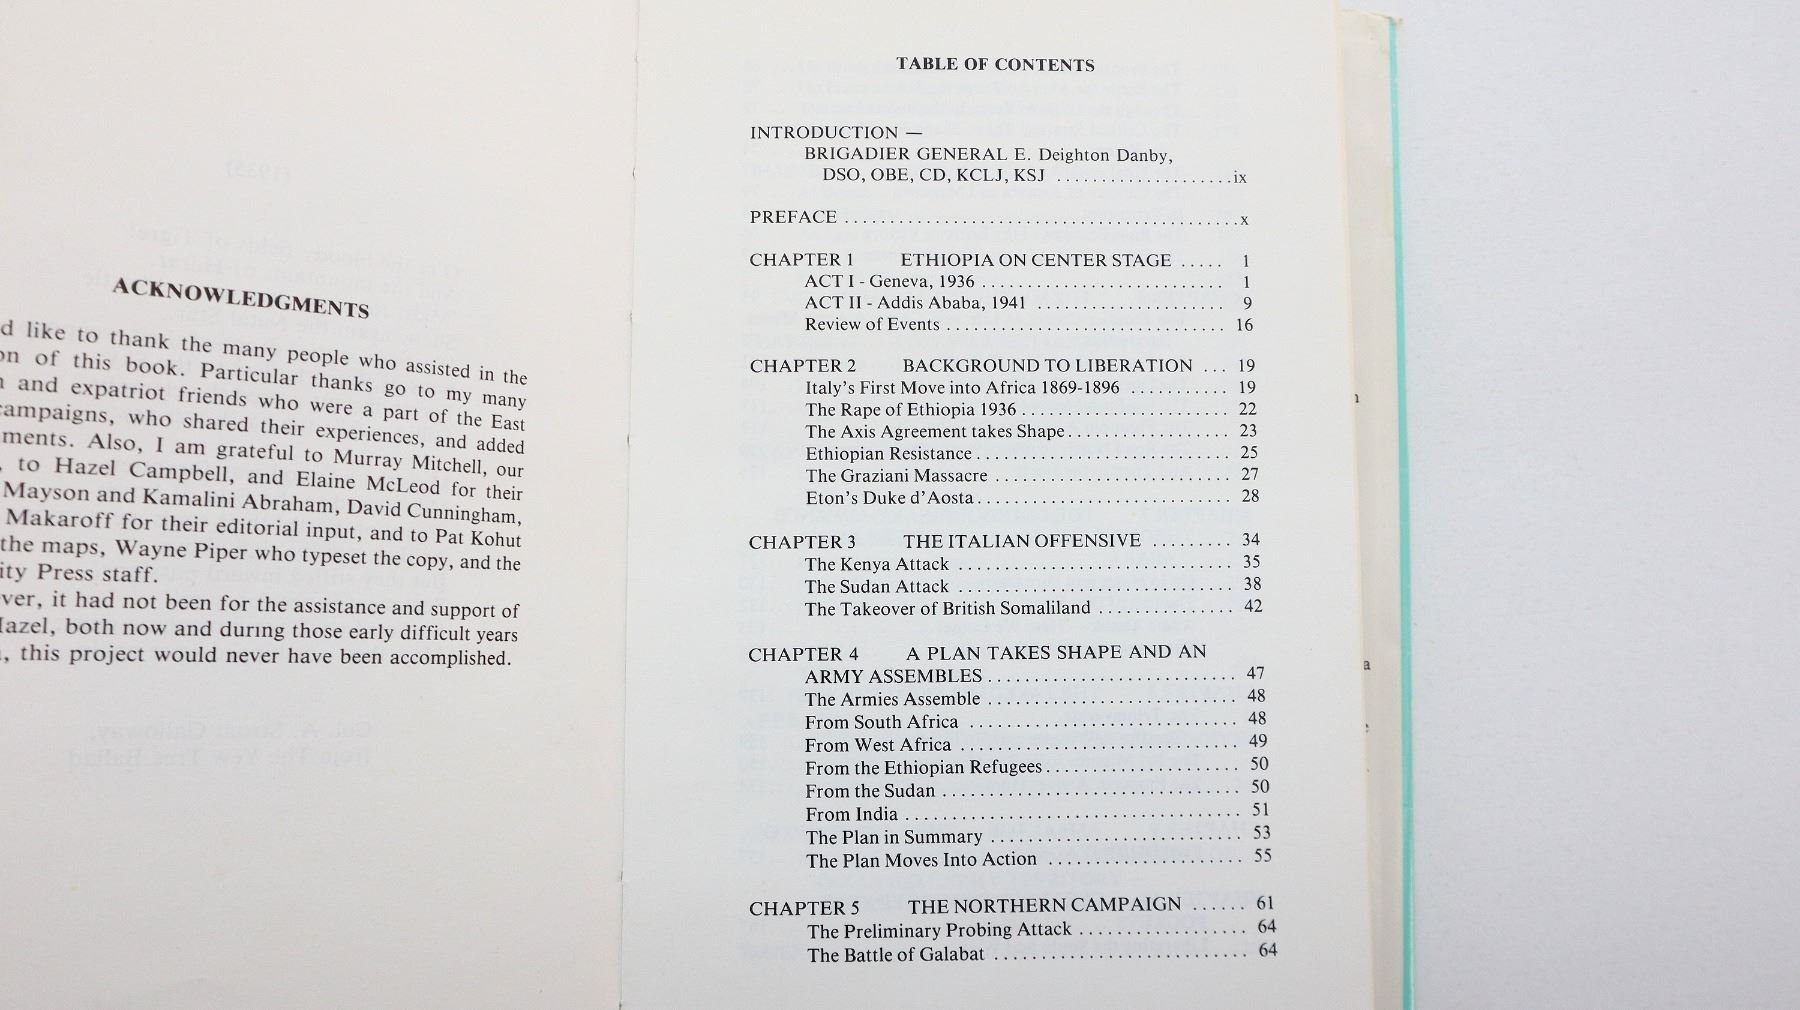 ACKNOWLEDGMENTS
d like to thank the many people who assisted in the
on of this book. Particular thanks go to my many
and expatriot friends who were a part of the East
campaigns, who shared their experiences, and added
ments. Also, I am grateful to Murray Mitchell, our
, to Hazel Campbell, and Elaine McLeod for their
Mayson and Kamalini Abraham, David Cunningham,
Makaroff for their editorial input, and to Pat Kohut
the maps, Wayne Piper who typeset the copy, and the
ity Press staff.
ver, it had not been for the assistance and support of
Hazel, both now and during those early difficult years
, this project would never have been accomplished.
TABLE OF CONTENTS
INTRODUCTION —
BRIGADIER GENERAL E. Deighton Danby,
DSO, OBE, CD, KCLJ, KSJ ....................ix
PREFACE ...........................................x
CHAPTER 1 ETHIOPIA ON CENTER STAGE ..... 1
ACT I - Geneva, 1936 .......................... 1
ACT II - Addis Ababa, 1941 .................... 9
Review of Events .............................. 16
CHAPTER 2 BACKGROUND TO LIBERATION ... 19
Italy's First Move into Africa 1869-1896 ........... 19
The Rape of Ethiopia 1936 ....................... 22
The Axis Agreement takes Shape.................. 23
Ethiopian Resistance ............................ 25
The Graziani Massacre .......................... 27
Eton's Duke d'Aosta............................ 28
CHAPTER 3 THE ITALIAN OFFENSIVE ......... 34
The Kenya Attack .............................. 35
The Sudan Attack .............................. 38
The Takeover of British Somaliland ............... 42
CHAPTER 4 A PLAN TAKES SHAPE AND AN
ARMY ASSEMBLES ........................... 47
The Armies Assemble ........................... 48
From South Africa ............................. 48
From West Africa .............................. 49
From the Ethiopian Refugees ..................... 50
From the Sudan ................................ 50
From India .................................... 51
The Plan in Summary ........................... 53
The Plan Moves Into Action ..................... 55
CHAPTER 5 THE NORTHERN CAMPAIGN ...... 61
The Preliminary Probing Attack .................. 64
The Battle of Galabat ............................ 64